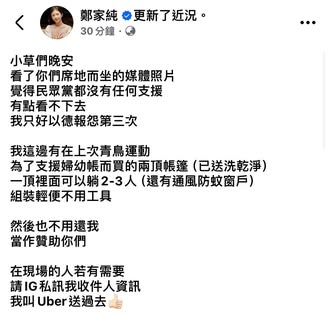 鄭家純 更新了近況。
30 分鐘·
小草們晚安
看了你們席地而坐的媒體照片
覺得民眾黨都沒有任何支援
有點看不下去
我只好以德報怨第三次
我這邊有在上次青鳥運動
為了支援婦幼帳而買的兩頂帳篷（已送洗乾淨）
一頂裡面可以躺2-3人（還有通風防蚊窗戶）
組裝輕便不用工具
然後也不用還我
當作贊助你們
在現場的人若有需要
請IG私訊我收件人資訊
我叫Uber送過去👍🏻